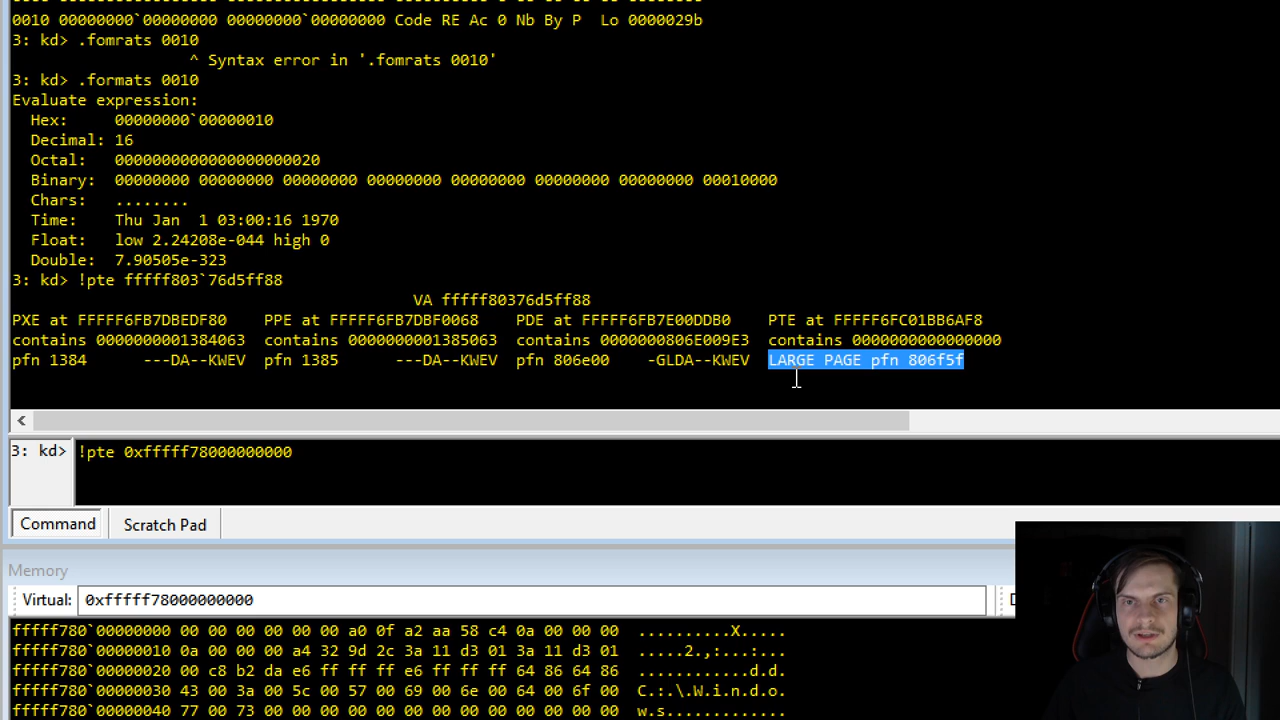 0010 00000000`00000000 00000000`00000000 Code RE Ac 0 Nb By P  Lo 0000029b
3: kd> .fomrats 0010
^ Syntax error in '.fomrats 0010'
3: kd> .formats 0010
Evaluate expression:
Hex:     00000000`00000010
Decimal: 16
Octal:   0000000000000000000020
Binary:  00000000 00000000 00000000 00000000 00000000 00000000 00000000 00010000
Chars:   ........
Time:    Thu Jan  1 03:00:16 1970
Float:   low 2.24208e-044 high 0
Double:  7.90505e-323
3: kd> !pte fffff803`76d5ff88
VA fffff80376d5ff88
PXE at FFFFF6FB7DBEDF80    PPE at FFFFF6FB7DBF0068    PDE at FFFFF6FB7E00DDB0    PTE at FFFFF6FC01BB6AF8
contains 0000000001384063  contains 0000000001385063  contains 0000000806E009E3  contains 0000000000000000
pfn 1384      ---DA--KWEV  pfn 1385      ---DA--KWEV  pfn 806e00    -GLDA--KWEV  LARGE PAGE pfn 806f5f
3: kd> !pte 0xfffff78000000000
Command Scratch Pad
Memory
Virtual: 0xfffff78000000000
fffff780`00000000 00 00 00 00 00 00 a0 0f a2 aa 58 c4 0a 00 00 00  ..........X.....
fffff780`00000010 0a 00 00 00 a4 32 9d 2c 3a 11 d3 01 3a 11 d3 01  .....2.,:...:...
fffff780`00000020 00 c8 b2 da e6 ff ff ff e6 ff ff ff 64 86 64 86  ............d.d.
fffff780`00000030 43 00 3a 00 5c 00 57 00 69 00 6e 00 64 00 6f 00  C.:.\.W.i.n.d.o.
fffff780`00000040 77 00 73 00 00 00 00 00 00 00 00 00 00 00 00 00  w.s.............